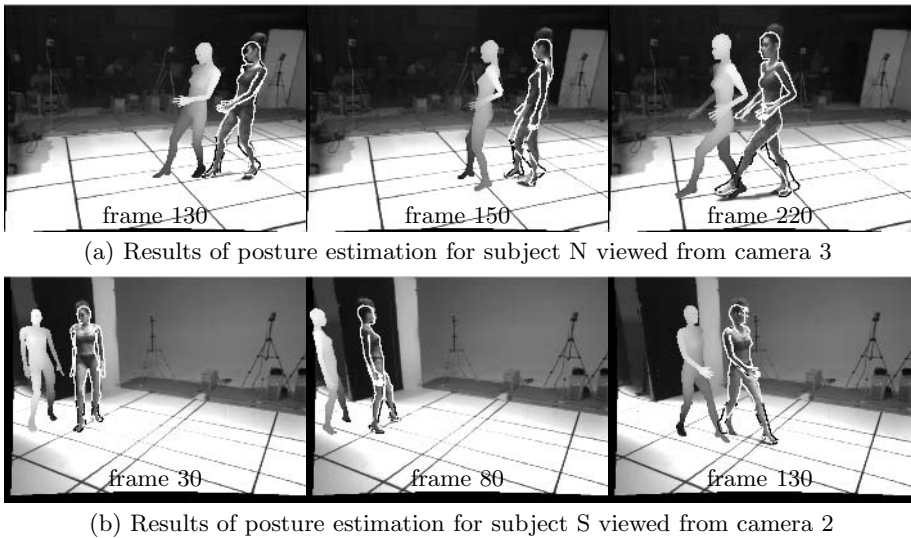 frame 130
frame 150
frame 220
(a) Results of posture estimation for subject N viewed from camera 3
frame 30
frame 80
frame 130
(b) Results of posture estimation for subject S viewed from camera 2